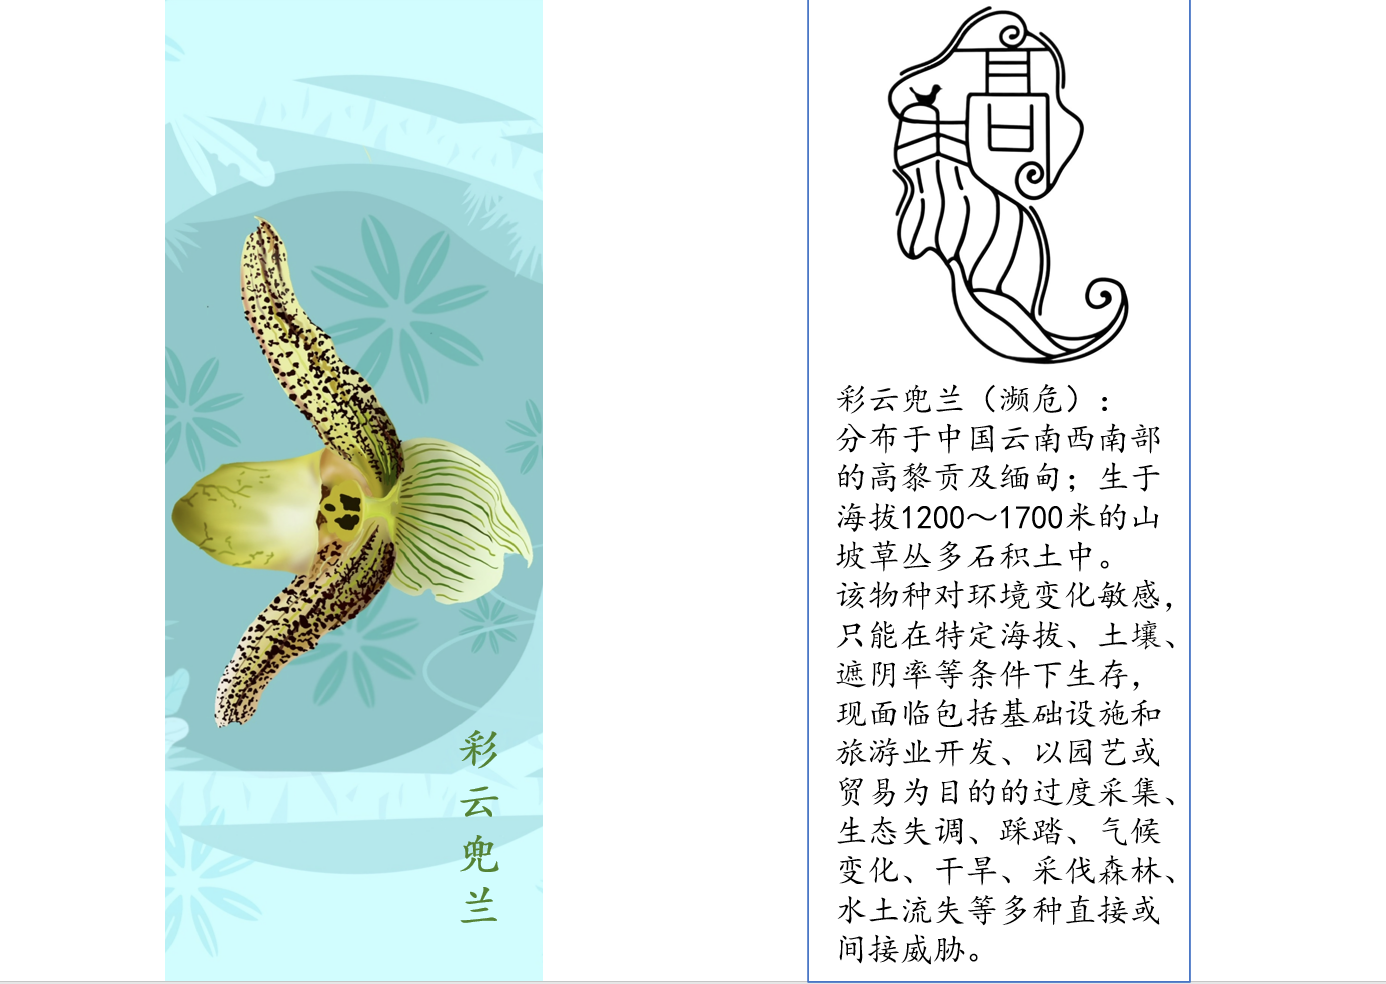 彩云兜兰
彩云兜兰（濒危）：
分布于中国云南西南部
的高黎贡及缅甸；生于
海拔1200～1700米的山
坡草丛多石积土中。
该物种对环境变化敏感，
只能在特定海拔、土壤、
遮阴率等条件下生存，
现面临包括基础设施和
旅游业开发、以园艺或
贸易为目的的过度采集、
生态失调、踩踏、气候
变化、干旱、采伐森林、
水土流失等多种直接或
间接威胁。